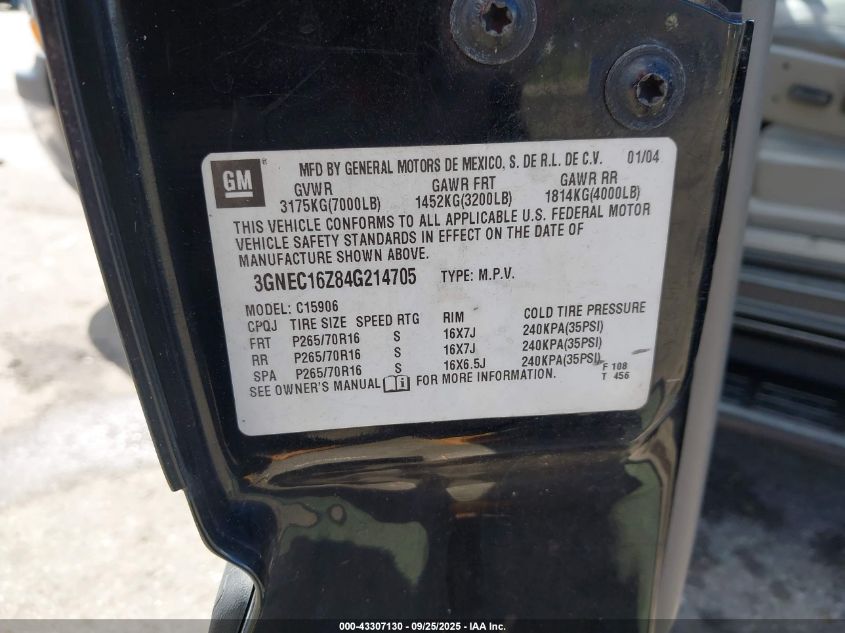 GM®
MFD BY GENERAL MOTORS DE MEXICO, S. DE R.L. DE C.V. 01/04
GVWR GAWR FRT GAWR RR
3175KG(7000LB) 1452KG(3200LB) 1814KG(4000LB)
THIS VEHICLE CONFORMS TO ALL APPLICABLE U.S. FEDERAL MOTOR
VEHICLE SAFETY STANDARDS IN EFFECT ON THE DATE OF
MANUFACTURE SHOWN ABOVE.
3GNEC16Z84G214705 TYPE: M.P.V.
MODEL: C15906
CPQJ TIRE SIZE SPEED RTG RIM COLD TIRE PRESSURE
FRT P265/70R16 S 16X7J 240KPA(35PSI)
RR P265/70R16 S 16X7J 240KPA(35PSI)
SPA P265/70R16 S 16X6.5J 240KPA(35PSI)
SEE OWNER'S MANUAL FOR MORE INFORMATION.
F 108
T 456
000-43307130 - 09/25/2025 - IAA Inc.